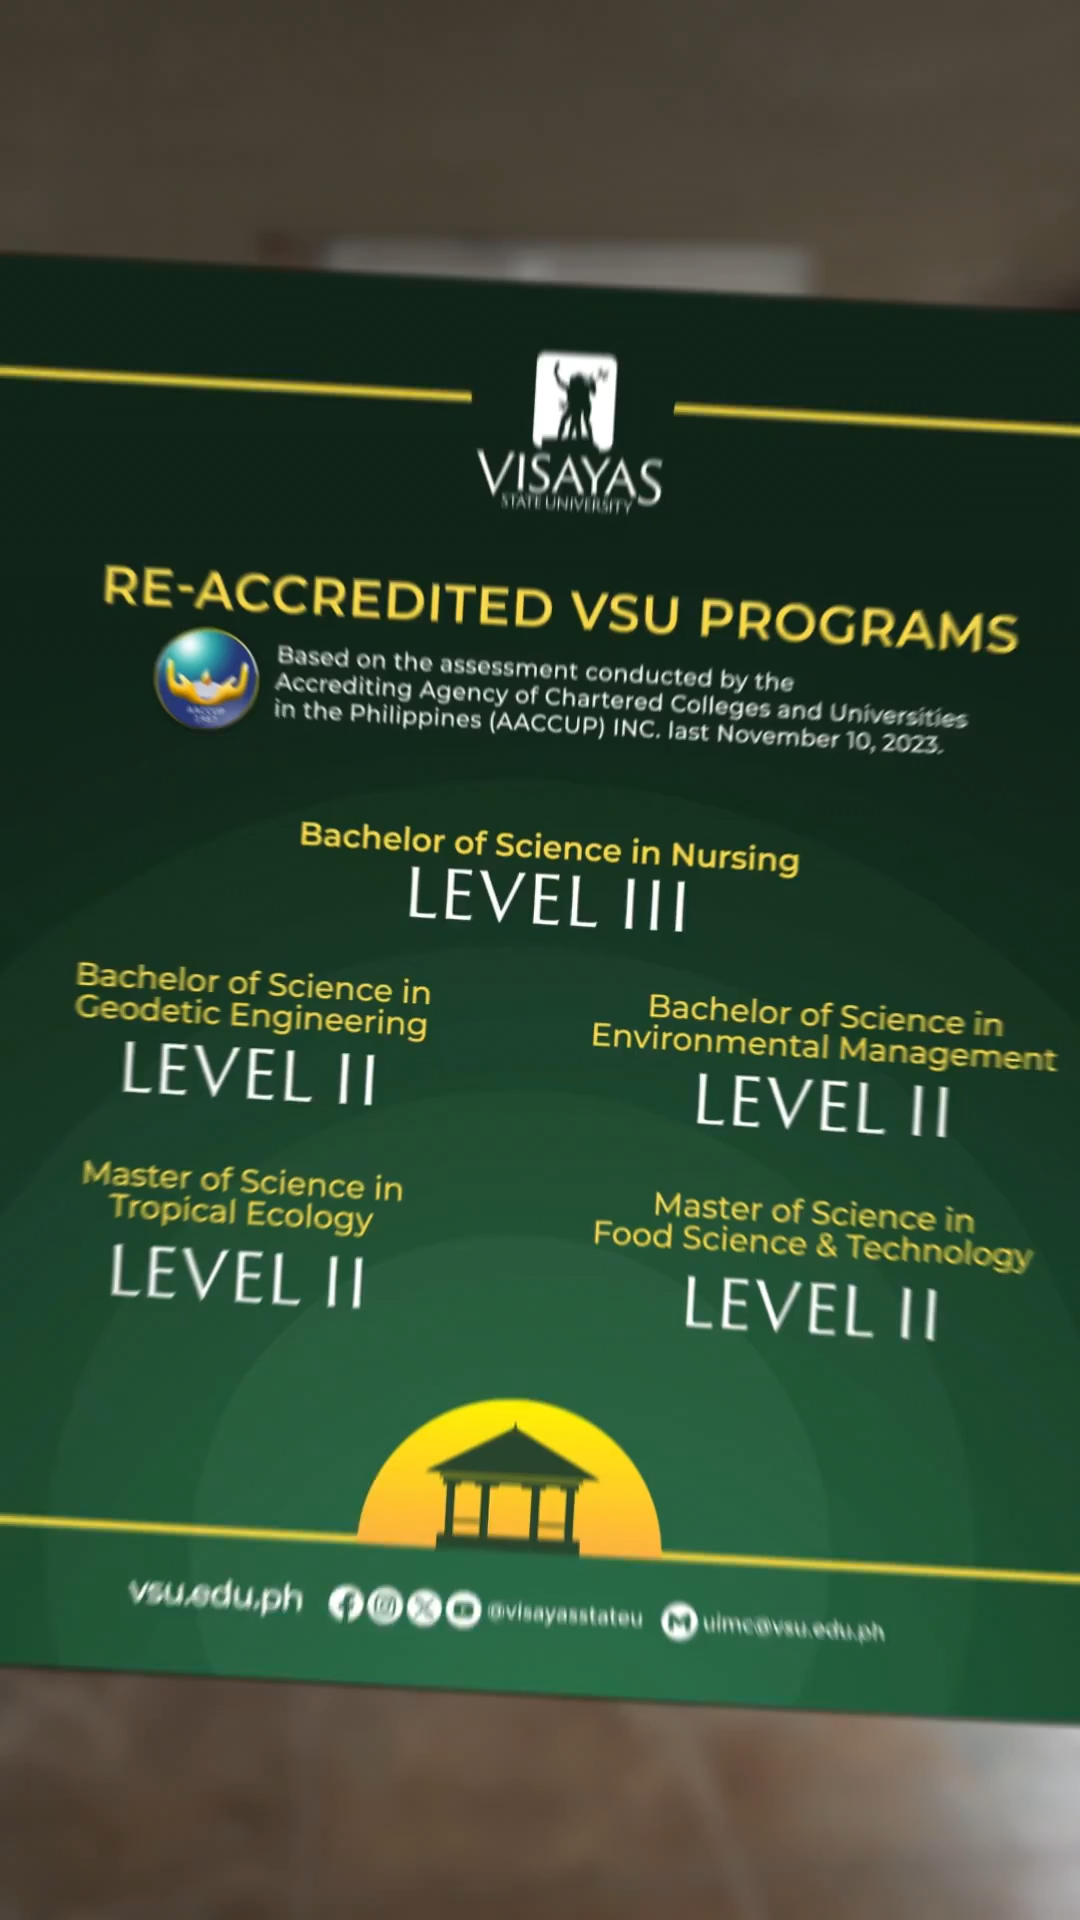 VISAYAS
STATE UNIVERSITY
RE-ACCREDITED VSU PROGRAMS
Based on the assessment conducted by the
Accrediting Agency of Chartered Colleges and Universities
in the Philippines (AACCUP) INC. last November 10, 2023.
AACCUP
Bachelor of Science in Nursing
LEVEL III
Bachelor of Science in
Geodetic Engineering
LEVEL II
Bachelor of Science in
Environmental Management
LEVEL II
Master of Science in
Tropical Ecology
LEVEL II
Master of Science in
Food Science & Technology
LEVEL II
vsu.edu.ph @visayasstateu uimc@vsu.edu.ph